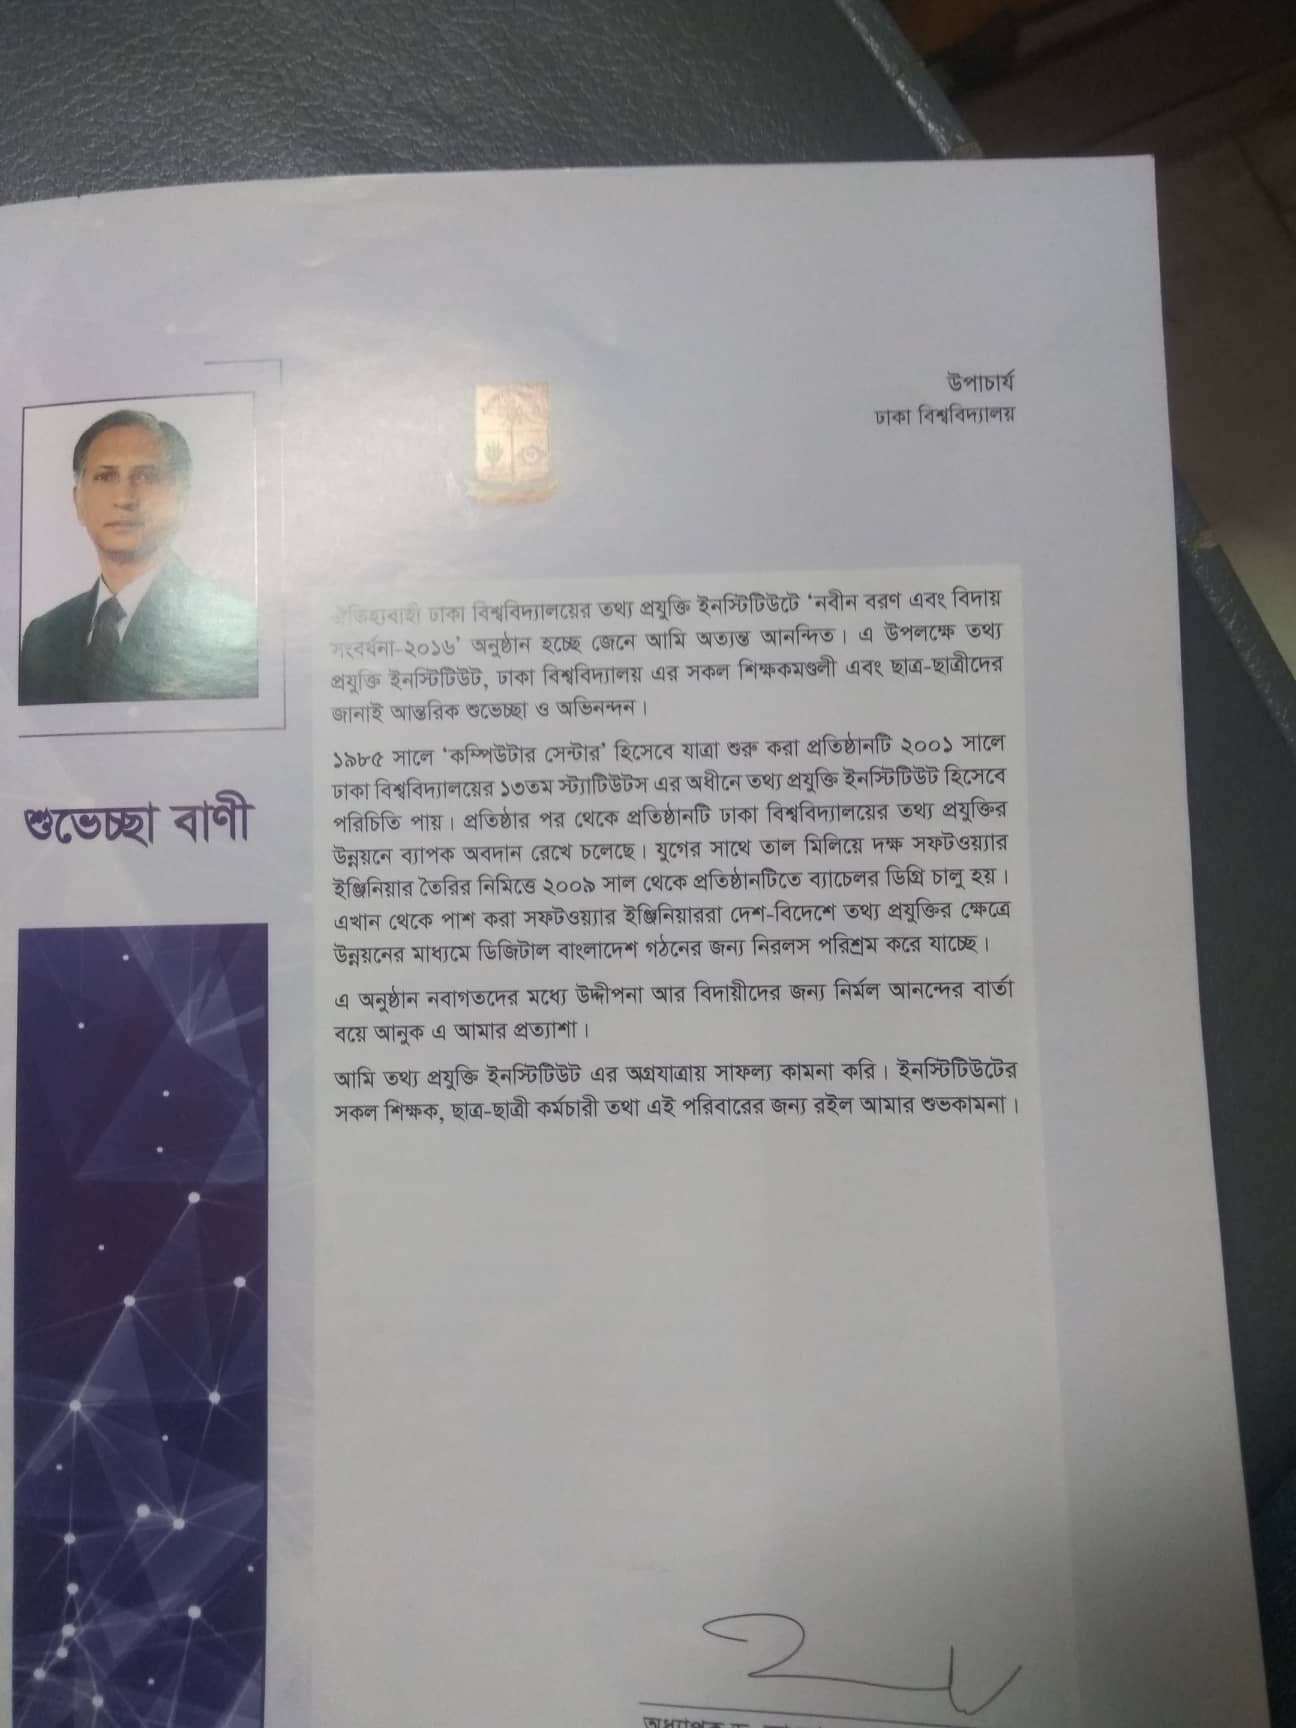 উপাচার্য
ঢাকা বিশ্ববিদ্যালয়
শুভেচ্ছা বাণী
ঐতিহ্যবাহী ঢাকা বিশ্ববিদ্যালয়ের তথ্য প্রযুক্তি ইনস্টিটিউটে ‘নবীন বরণ এবং বিদায়
সংবর্ধনা-২০১৬’ অনুষ্ঠান হচ্ছে জেনে আমি অত্যন্ত আনন্দিত। এ উপলক্ষে তথ্য
প্রযুক্তি ইনস্টিটিউট, ঢাকা বিশ্ববিদ্যালয় এর সকল শিক্ষকমণ্ডলী এবং ছাত্র-ছাত্রীদের
জানাই আন্তরিক শুভেচ্ছা ও অভিনন্দন।
১৯৮৫ সালে ‘কম্পিউটার সেন্টার’ হিসেবে যাত্রা শুরু করা প্রতিষ্ঠানটি ২০০১ সালে
ঢাকা বিশ্ববিদ্যালয়ের ১৩তম স্ট্যাটিউটস এর অধীনে তথ্য প্রযুক্তি ইনস্টিটিউট হিসেবে
পরিচিতি পায়। প্রতিষ্ঠার পর থেকে প্রতিষ্ঠানটি ঢাকা বিশ্ববিদ্যালয়ের তথ্য প্রযুক্তির
উন্নয়নে ব্যাপক অবদান রেখে চলেছে। যুগের সাথে তাল মিলিয়ে দক্ষ সফটওয়্যার
ইঞ্জিনিয়ার তৈরির নিমিত্তে ২০০৯ সাল থেকে প্রতিষ্ঠানটিতে ব্যাচেলর ডিগ্রি চালু হয়।
এখান থেকে পাশ করা সফটওয়্যার ইঞ্জিনিয়াররা দেশ-বিদেশে তথ্য প্রযুক্তির ক্ষেত্রে
উন্নয়নের মাধ্যমে ডিজিটাল বাংলাদেশ গঠনের জন্য নিরলস পরিশ্রম করে যাচ্ছে।
এ অনুষ্ঠান নবাগতদের মধ্যে উদ্দীপনা আর বিদায়ীদের জন্য নির্মল আনন্দের বার্তা
বয়ে আনুক এ আমার প্রত্যাশা।
আমি তথ্য প্রযুক্তি ইনস্টিটিউট এর অগ্রযাত্রায় সাফল্য কামনা করি। ইনস্টিটিউটের
সকল শিক্ষক, ছাত্র-ছাত্রী কর্মচারী তথা এই পরিবারের জন্য রইল আমার শুভকামনা।